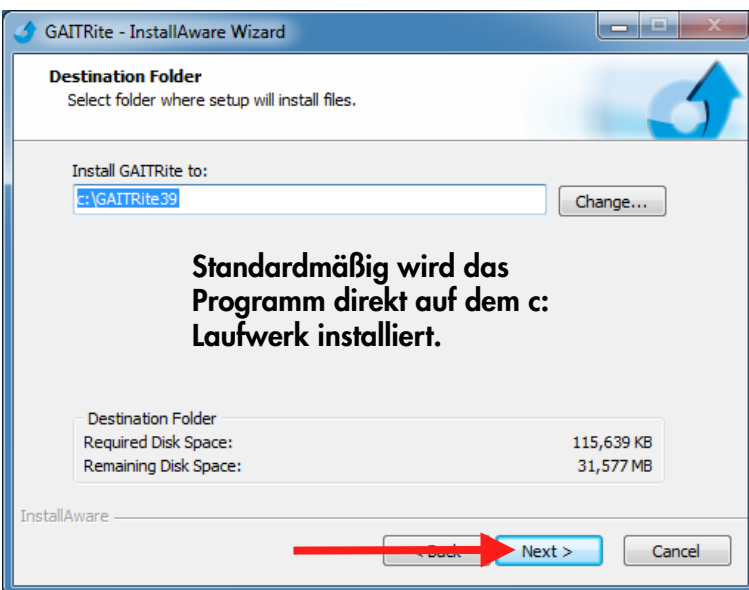 GAITRite - InstallAware Wizard
Destination Folder
Select folder where setup will install files.
Install GAITRite to:
c:\GAITRite39
Change...
Standardmäßig wird das
Programm direkt auf dem c:
Laufwerk installiert.
Destination Folder
Required Disk Space: 115,639 KB
Remaining Disk Space: 31,577 MB
InstallAware
< Back Next > Cancel